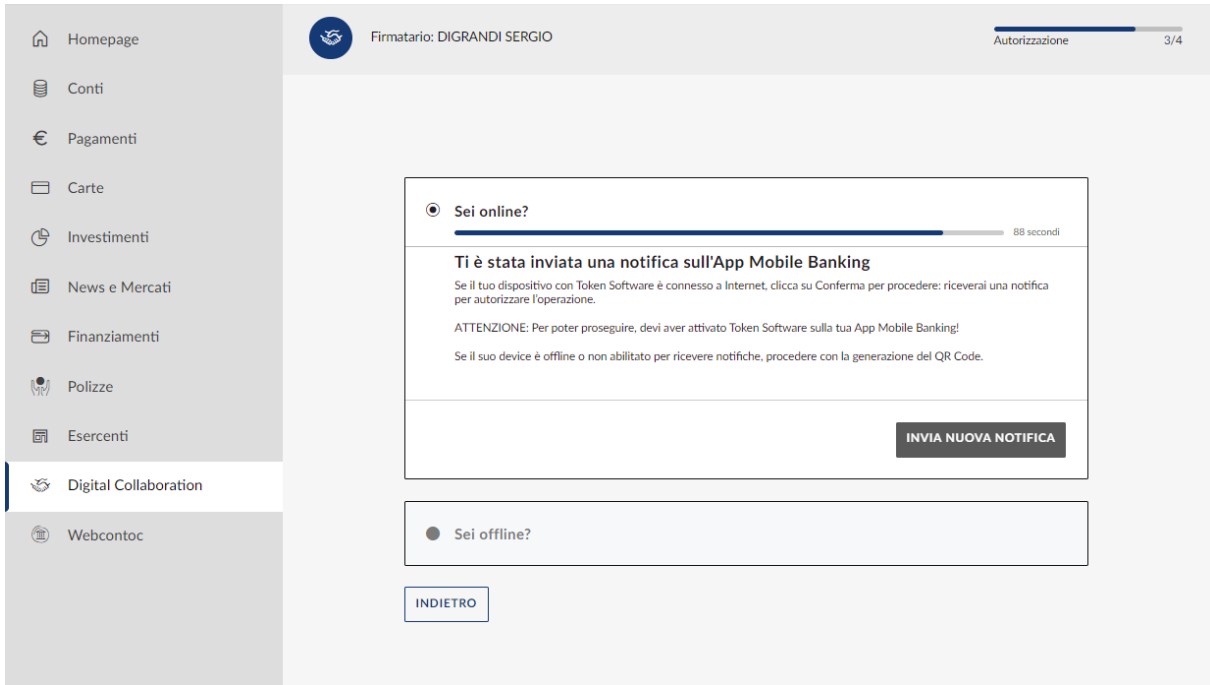 Homepage
Conti
Pagamenti
Carte
Investimenti
News e Mercati
Finanziamenti
Polizze
Esercenti
Digital Collaboration
Webcontoc
Firmatario: DIGRANDI SERGIO
Autorizzazione 3/4
Sei online?
88 secondi
Ti è stata inviata una notifica sull'App Mobile Banking
Se il tuo dispositivo con Token Software è connesso a Internet, clicca su Conferma per procedere: riceverai una notifica
per autorizzare l'operazione.
ATTENZIONE: Per poter proseguire, devi aver attivato Token Software sulla tua App Mobile Banking!
Se il suo device è offline o non abilitato per ricevere notifiche, procedere con la generazione del QR Code.
INVIA NUOVA NOTIFICA
Sei offline?
INDIETRO